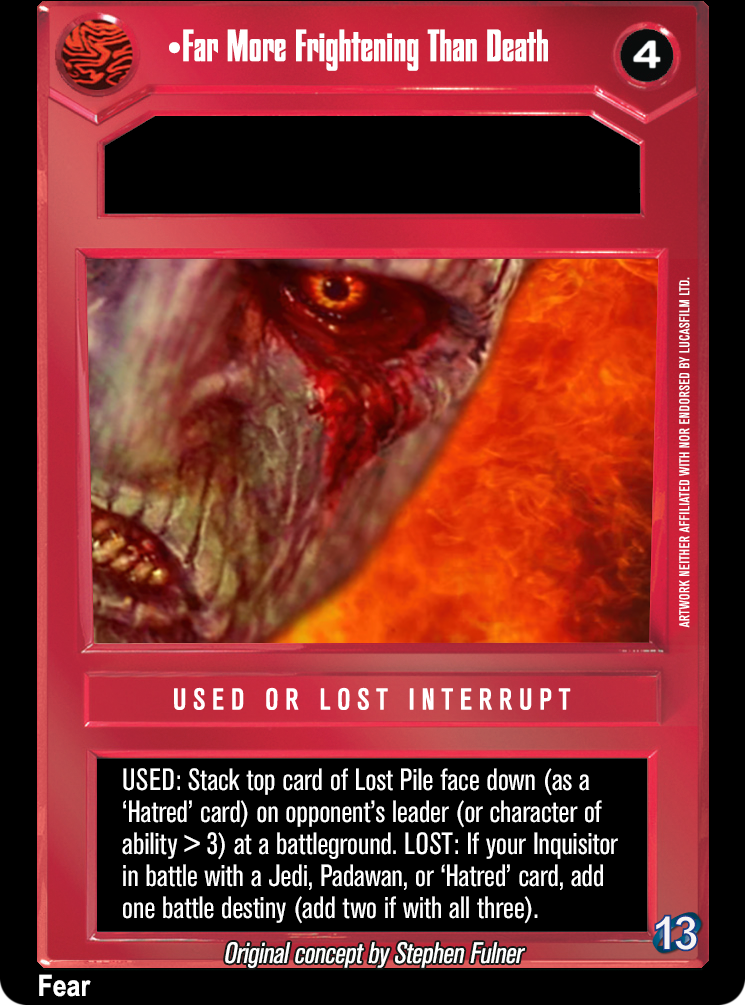 •Far More Frightening Than Death
4
ARTWORK NEITHER AFFILIATED WITH NOR ENDORSED BY LUCASFILM LTD.
USED OR LOST INTERRUPT
USED: Stack top card of Lost Pile face down (as a
‘Hatred’ card) on opponent’s leader (or character of
ability > 3) at a battleground. LOST: If your Inquisitor
in battle with a Jedi, Padawan, or ‘Hatred’ card, add
one battle destiny (add two if with all three).
13
Original concept by Stephen Fulner
Fear